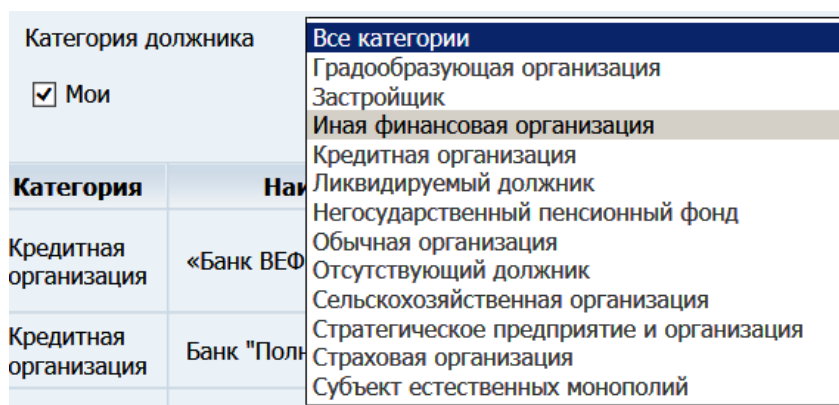 Категория должника
Мои
Все категории
Градообразующая организация
Застройщик
Иная финансовая организация
Кредитная организация
Ликвидируемый должник
Негосударственный пенсионный фонд
Обычная организация
Отсутствующий должник
Сельскохозяйственная организация
Стратегическое предприятие и организация
Страховая организация
Субъект естественных монополий
Категория
Кредитная
организация
«Банк ВЕФ
Кредитная
организация
Банк "Полн